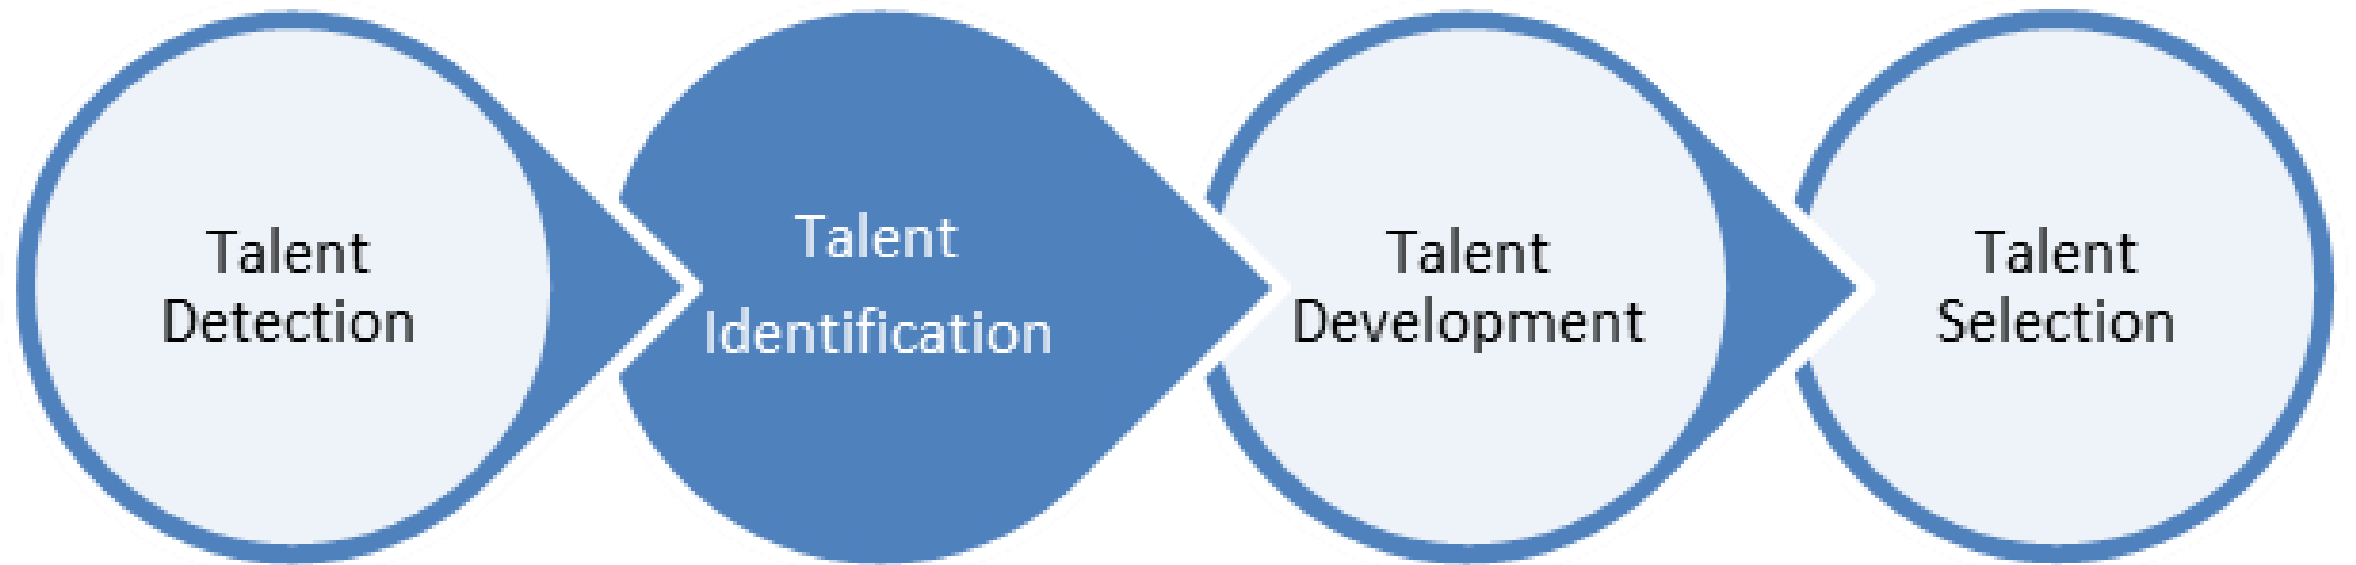 Talent
Detection
Talent
Identification
Talent
Development
Talent
Selection